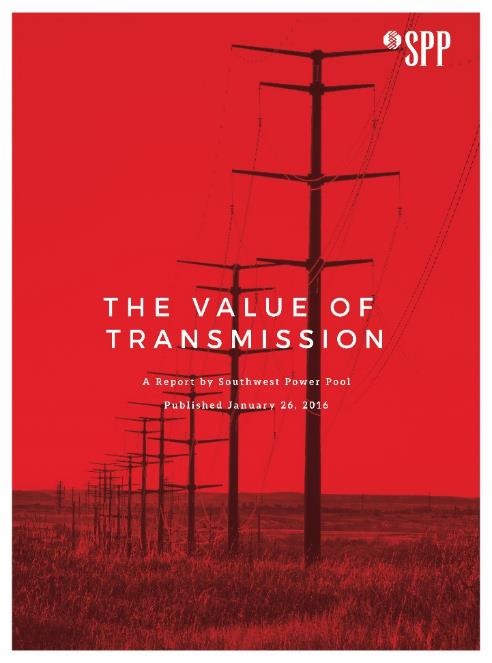 SPP
THE VALUE OF
TRANSMISSION
A Report by Southwest Power Pool
Published January 26, 2016